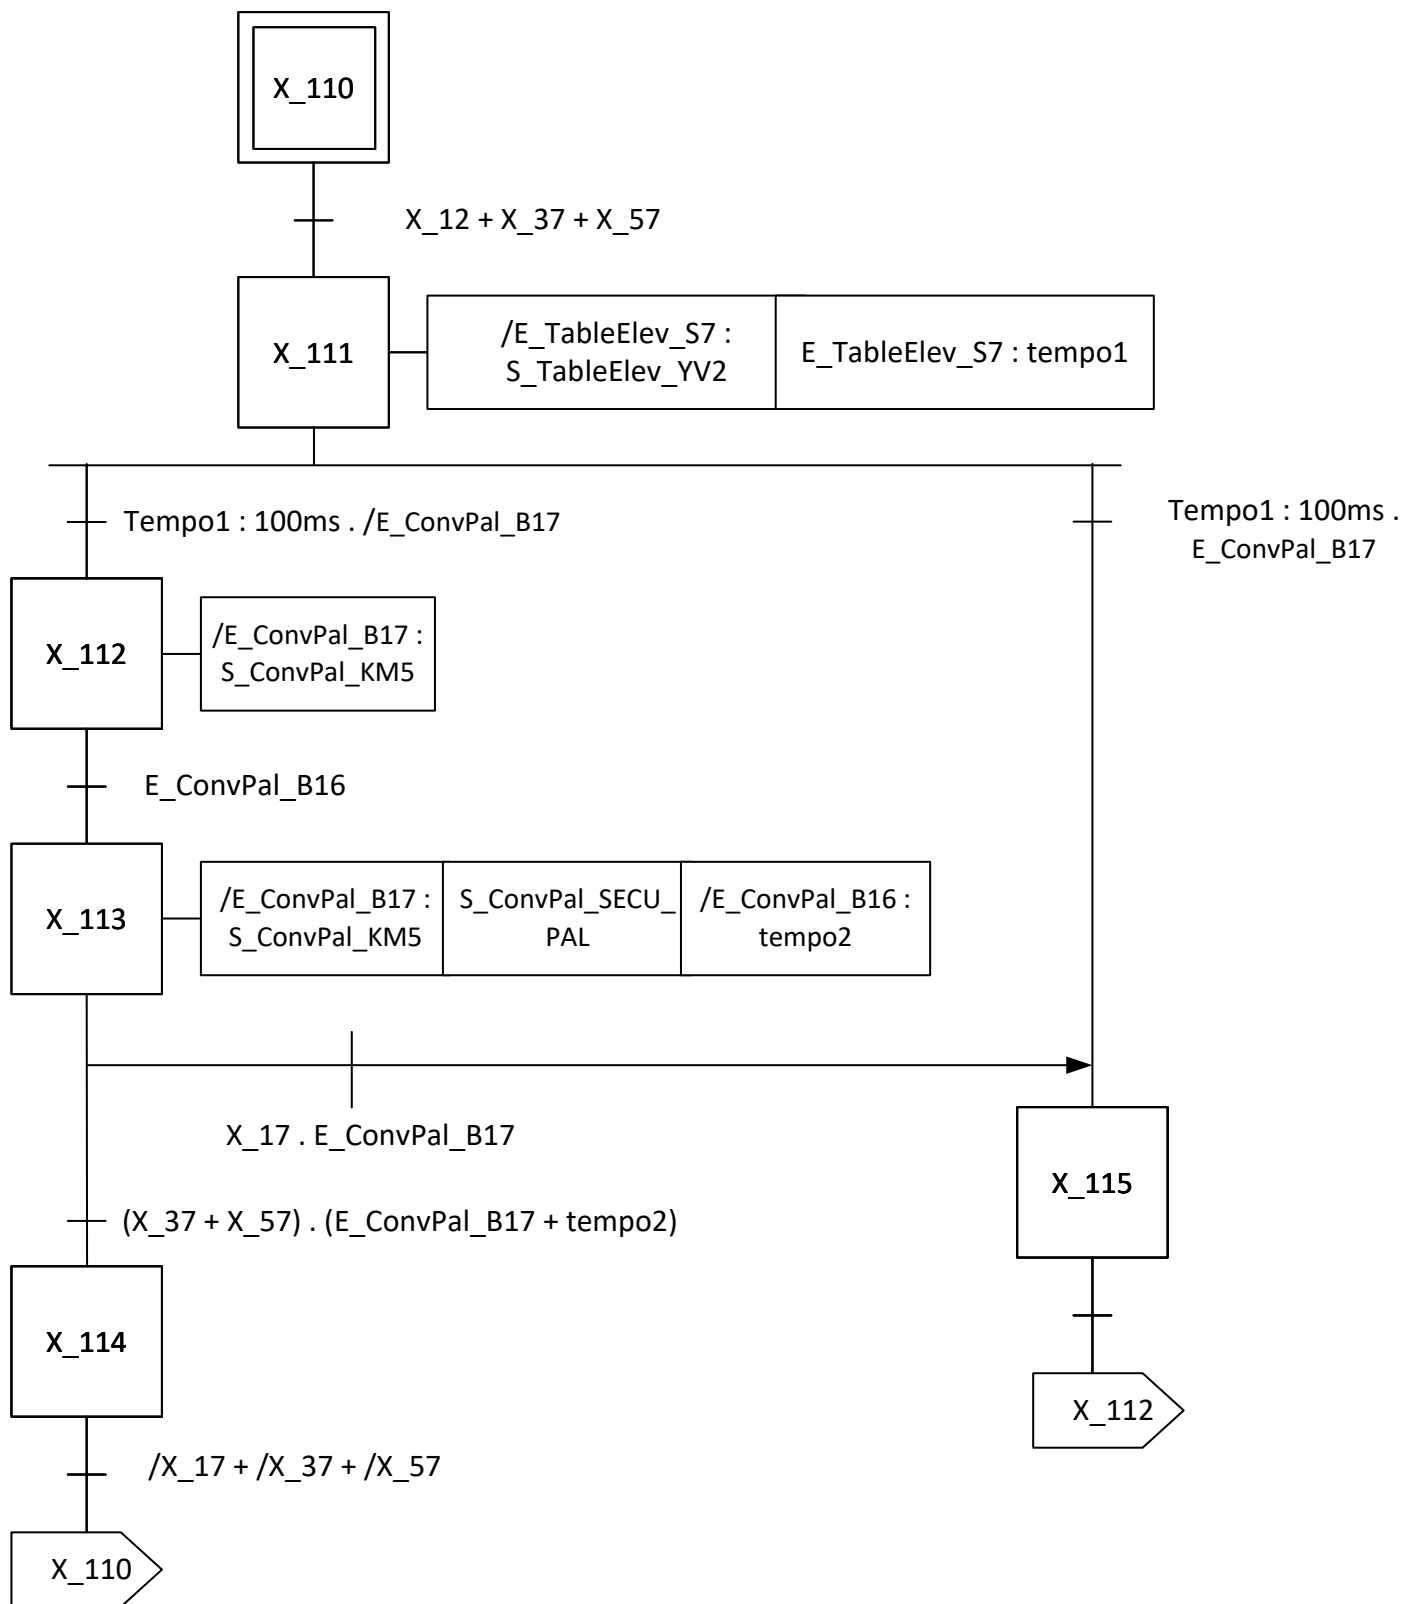 X_110
X_12 + X_37 + X_57
X_111
/E_TableElev_S7 :
S_TableElev_YV2
E_TableElev_S7 : tempo1
Tempo1 : 100ms . /E_ConvPal_B17
Tempo1 : 100ms .
E_ConvPal_B17
X_112
/E_ConvPal_B17 :
S_ConvPal_KM5
E_ConvPal_B16
X_113
/E_ConvPal_B17 :
S_ConvPal_KM5
S_ConvPal_SECU_
PAL
/E_ConvPal_B16 :
tempo2
X_17 . E_ConvPal_B17
X_115
(X_37 + X_57) . (E_ConvPal_B17 + tempo2)
X_114
X_112
/X_17 + /X_37 + /X_57
X_110